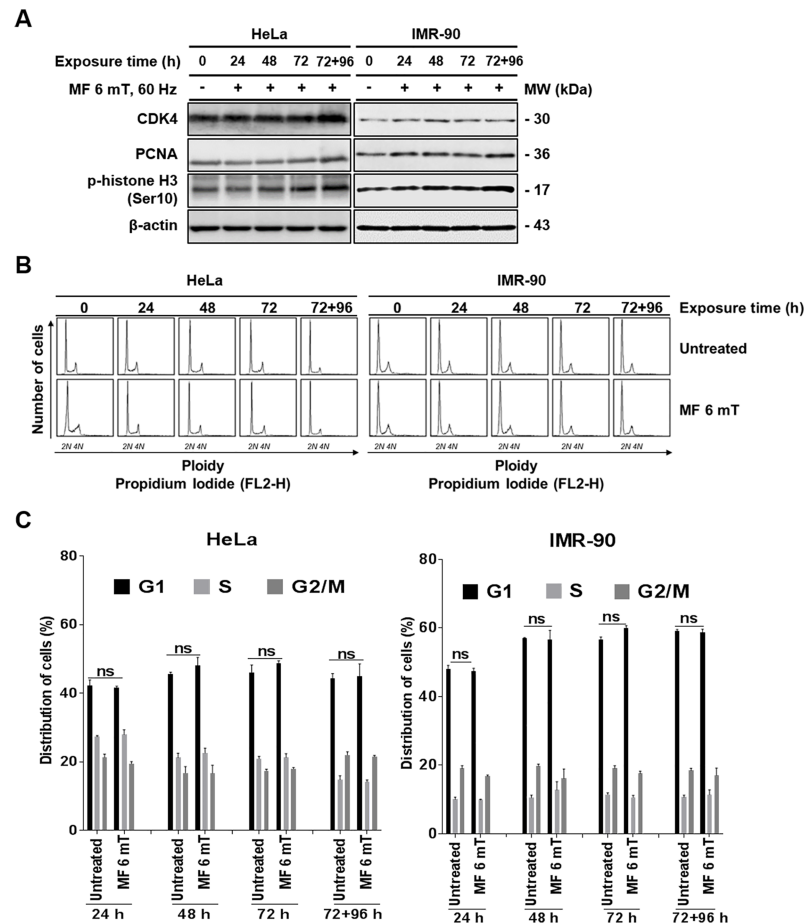 A
HeLa IMR-90
Exposure time (h) 0 24 48 72 72+96 0 24 48 72 72+96
MF 6 mT, 60 Hz - + + + + - + + + + MW (kDa)
CDK4 - 30
PCNA - 36
p-histone H3
(Ser10) - 17
β-actin - 43
B
HeLa IMR-90
0 24 48 72 72+96 0 24 48 72 72+96 Exposure time (h)
Number of cells
Untreated
MF 6 mT
2N 4N 2N 4N 2N 4N 2N 4N 2N 4N 2N 4N 2N 4N 2N 4N 2N 4N 2N 4N
Ploidy Ploidy
Propidium Iodide (FL2-H) Propidium Iodide (FL2-H)
C
HeLa
Distribution of cells (%)
80
60
40
20
0
G1 S G2/M
ns ns ns ns
Untreated MF 6 mT Untreated MF 6 mT Untreated MF 6 mT Untreated MF 6 mT
24 h 48 h 72 h 72+96 h
IMR-90
Distribution of cells (%)
80
60
40
20
0
G1 S G2/M
ns ns ns ns
Untreated MF 6 mT Untreated MF 6 mT Untreated MF 6 mT Untreated MF 6 mT
24 h 48 h 72 h 72+96 h